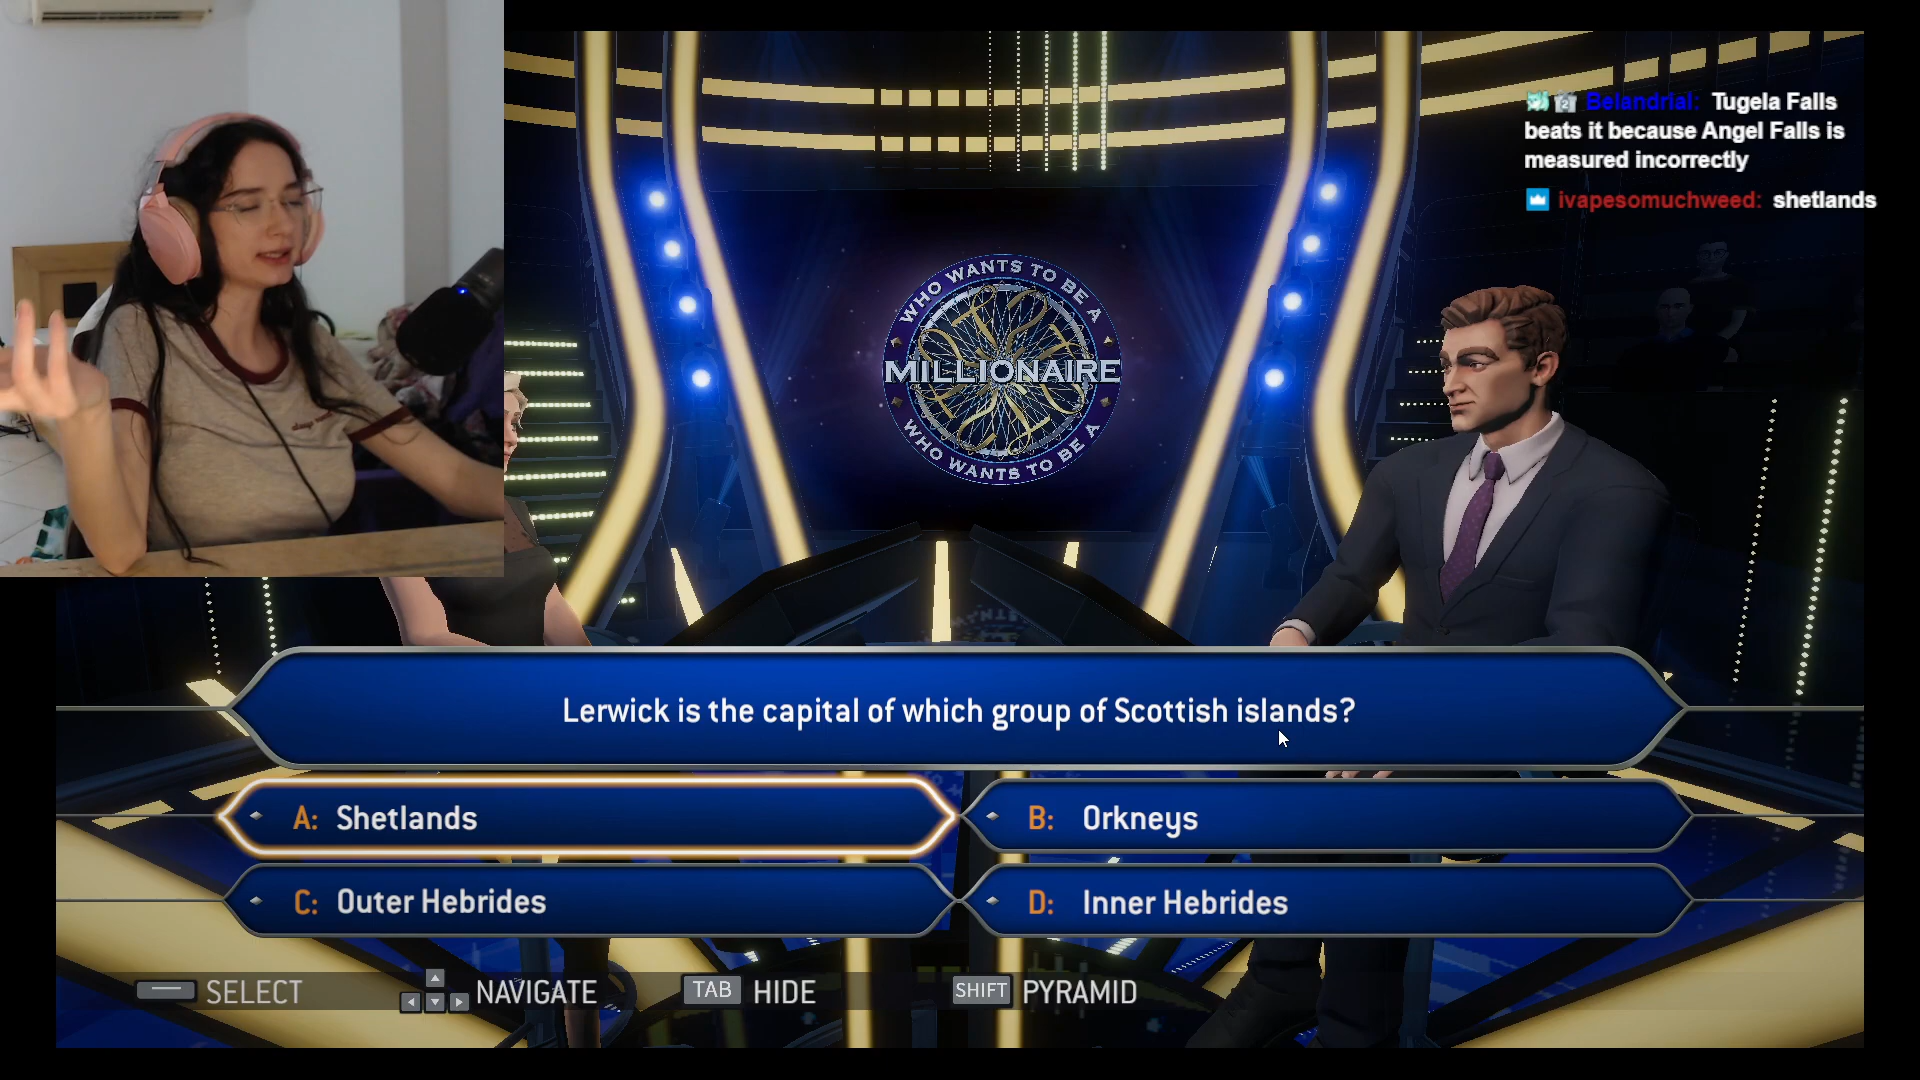 Belandrial: Tugela Falls
beats it because Angel Falls is
measured incorrectly
ivapesomuchweed: shetlands
WHO WANTS TO BE A
MILLIONAIRE
WHO WANTS TO BE A
Lerwick is the capital of which group of Scottish islands?
A: Shetlands
B: Orkneys
C: Outer Hebrides
D: Inner Hebrides
SELECT
NAVIGATE
TAB HIDE
SHIFT PYRAMID